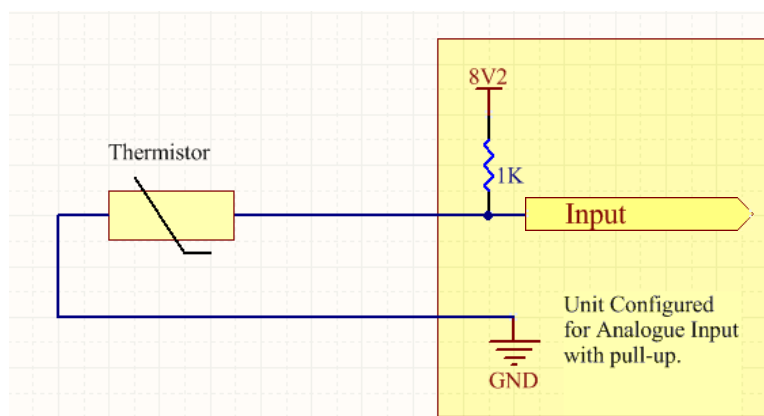 8V2
Thermistor
1K
Input
Unit Configured
for Analogue Input
with pull-up.
GND